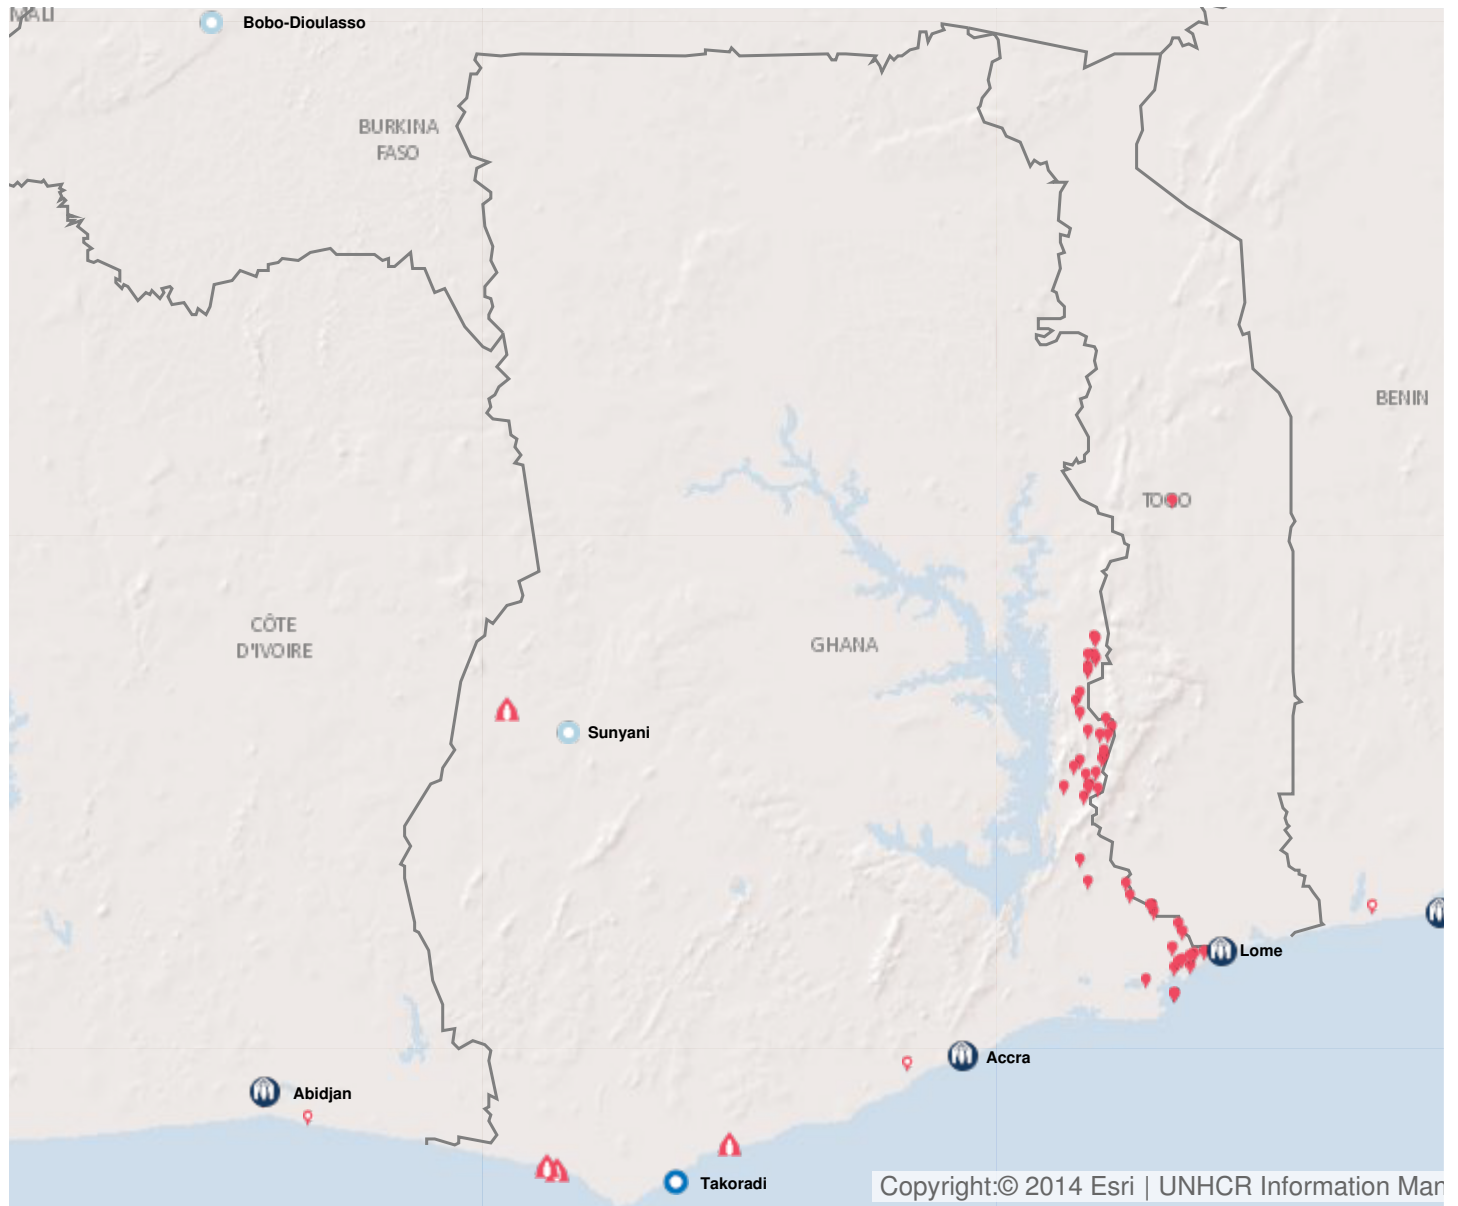 MALI
Bobo-Dioulasso
BURKINA
FASO
BENIN
TOGO
CÔTE
D'IVOIRE
GHANA
Sunyani
Lome
Accra
Abidjan
Takoradi
Copyright:© 2014 Esri | UNHCR Information Man